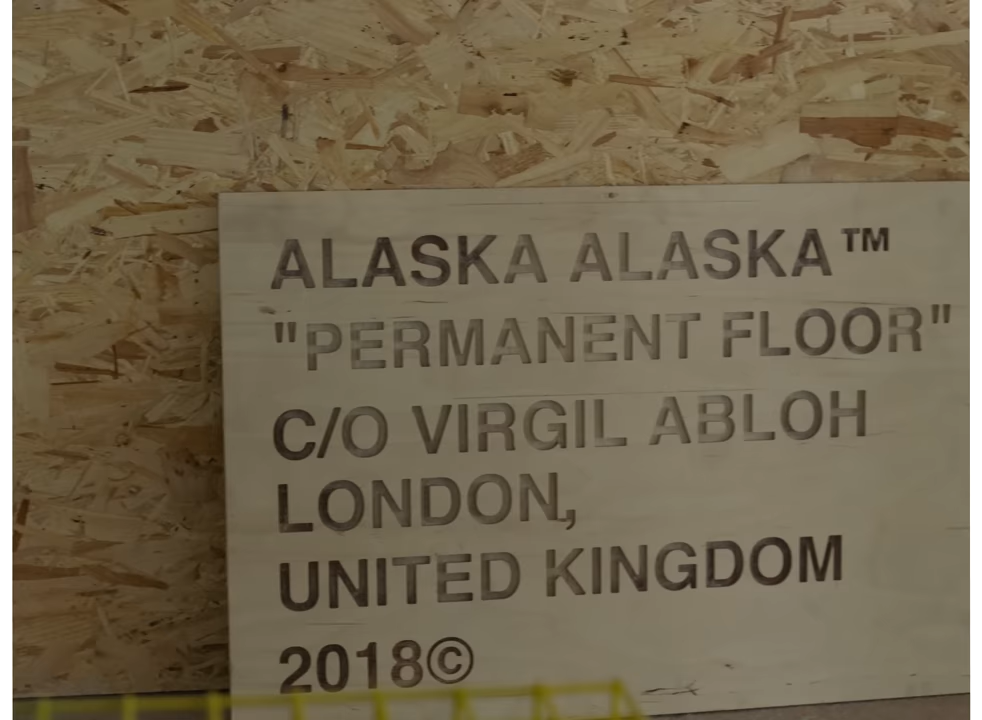 ALASKA ALASKA™
"PERMANENT FLOOR"
C/O VIRGIL ABLOH
LONDON,
UNITED KINGDOM
2018©